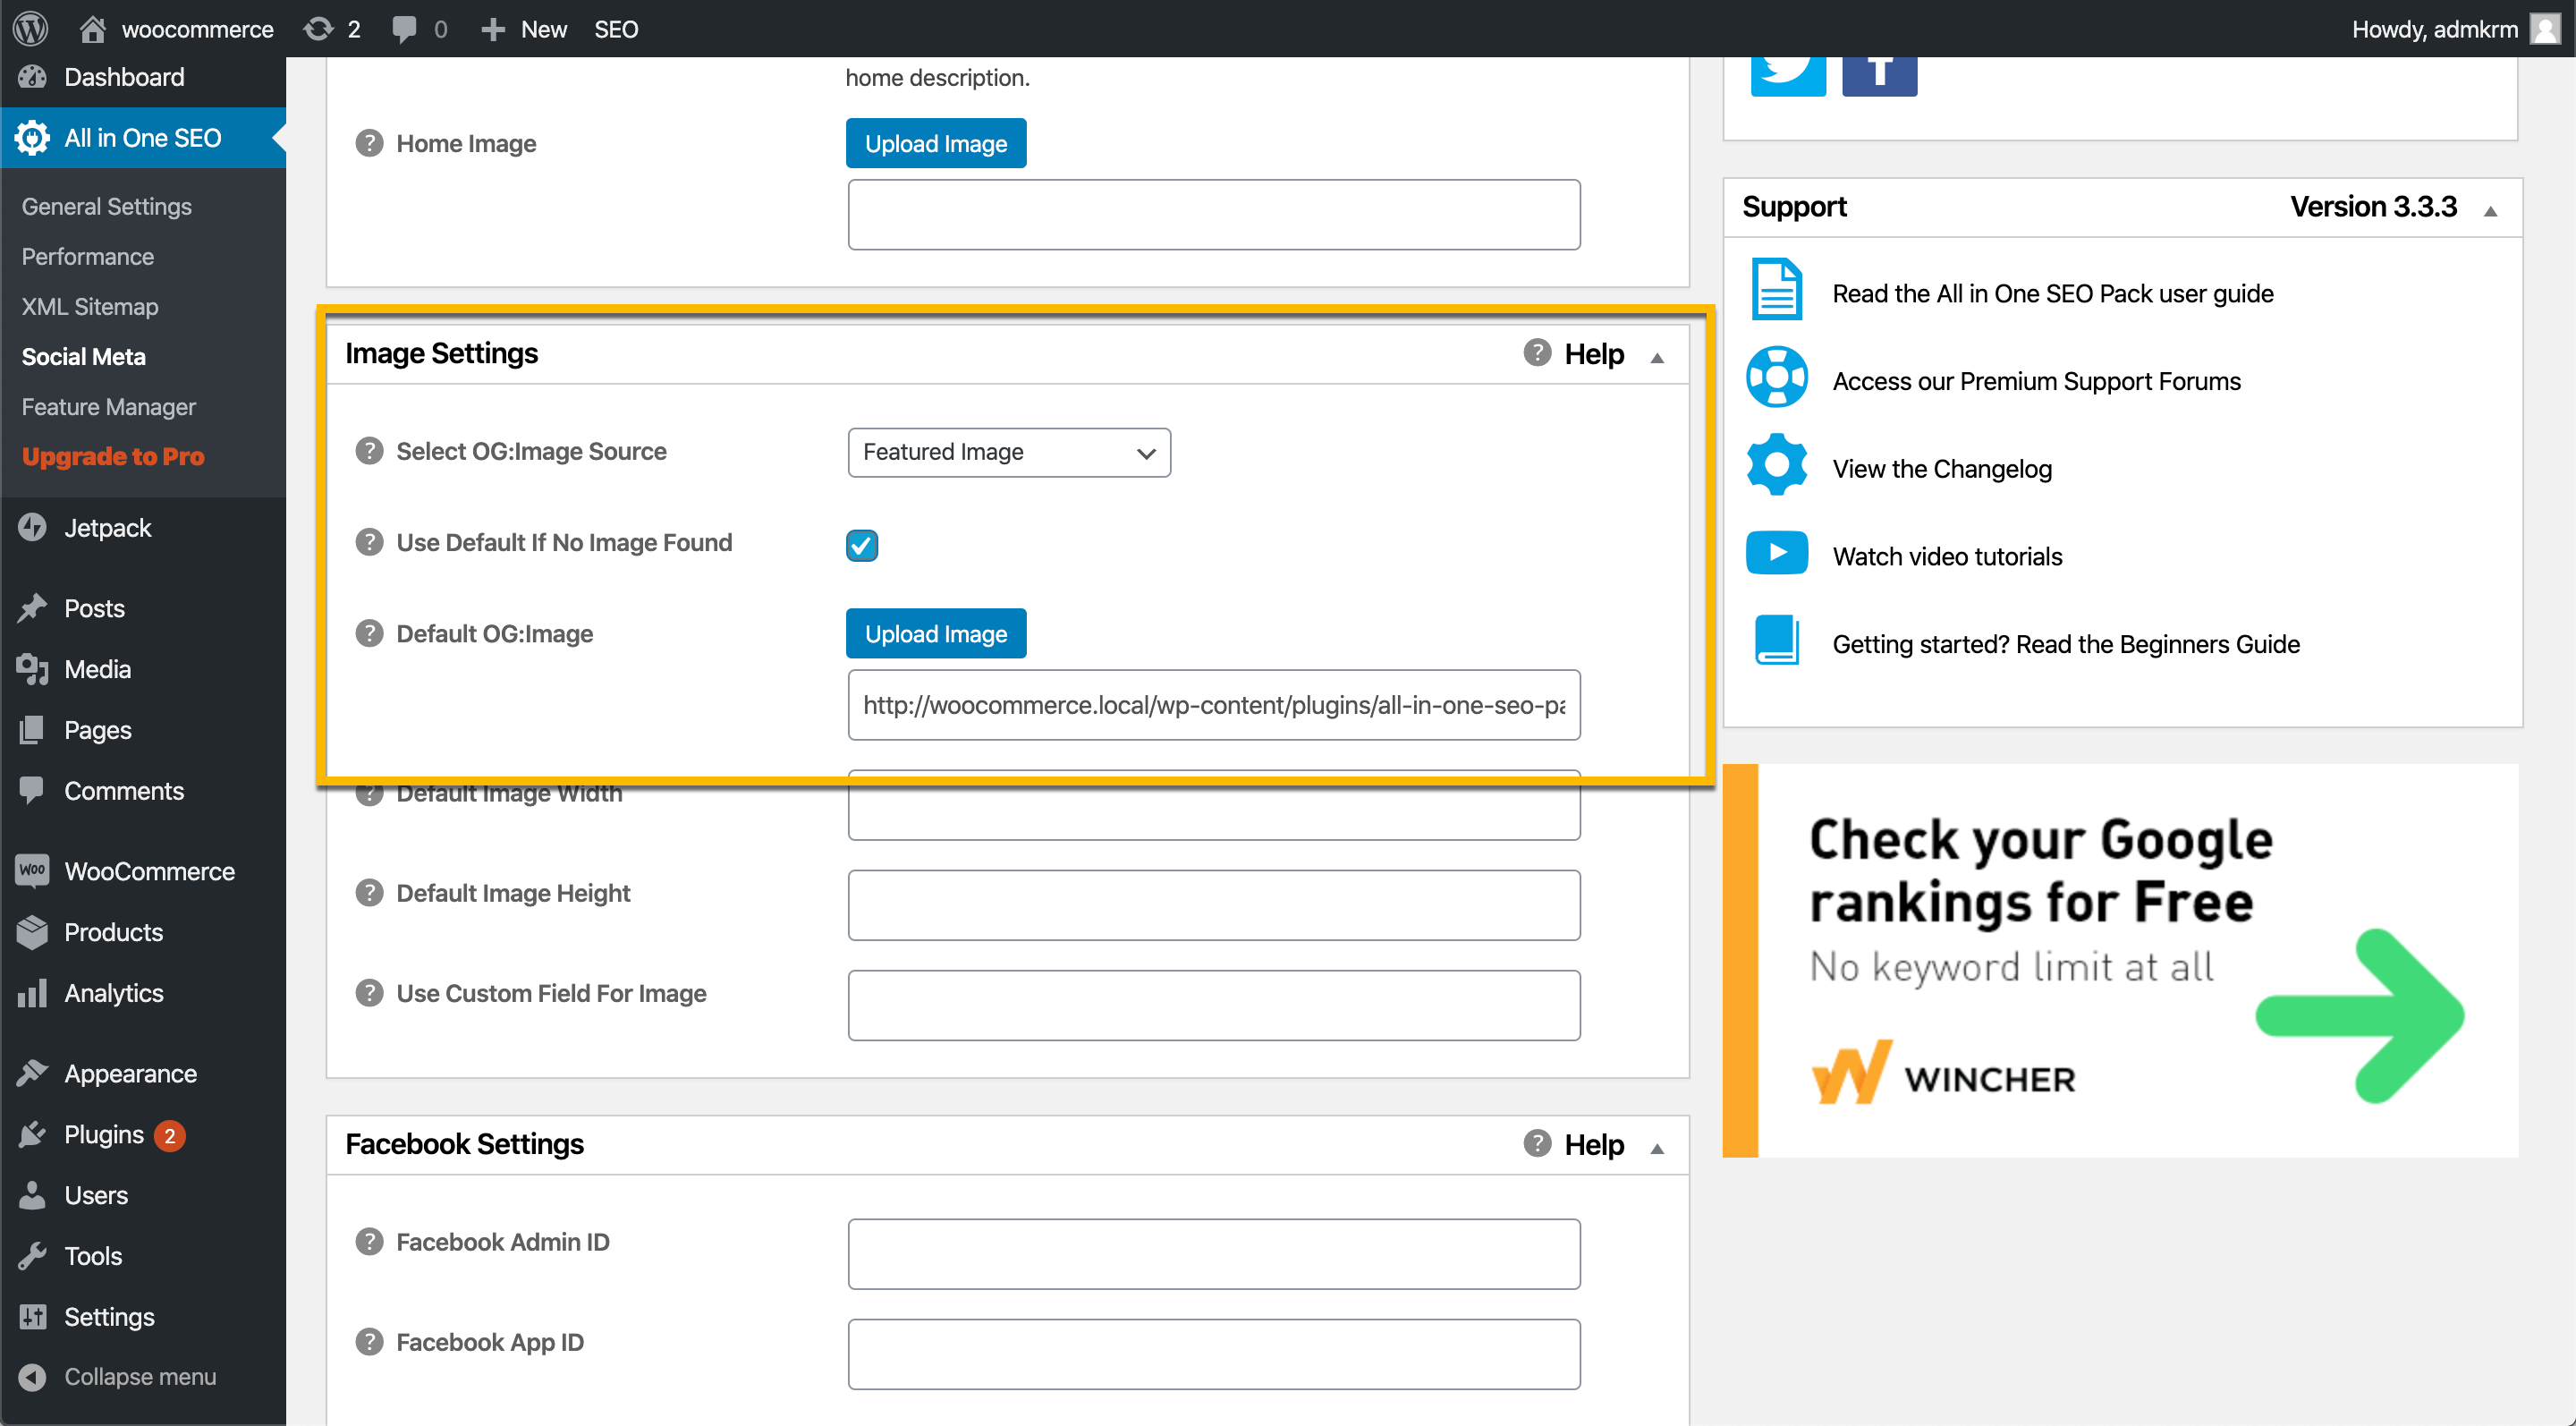 woocommerce 2 0 New SEO Howdy, admkrm
Dashboard
All in One SEO
General Settings
Performance
XML Sitemap
Social Meta
Feature Manager
Upgrade to Pro
Jetpack
Posts
Media
Pages
Comments
WooCommerce
Products
Analytics
Appearance
Plugins 2
Users
Tools
Settings
Collapse menu
home description.
Home Image Upload Image
Image Settings Help
Select OG:Image Source Featured Image
Use Default If No Image Found
Default OG:Image Upload Image
http://woocommerce.local/wp-content/plugins/all-in-one-seo-pa
Default Image Width
Default Image Height
Use Custom Field For Image
Facebook Settings Help
Facebook Admin ID
Facebook App ID
Support Version 3.3.3
Read the All in One SEO Pack user guide
Access our Premium Support Forums
View the Changelog
Watch video tutorials
Getting started? Read the Beginners Guide
Check your Google
rankings for Free
No keyword limit at all
WINCHER